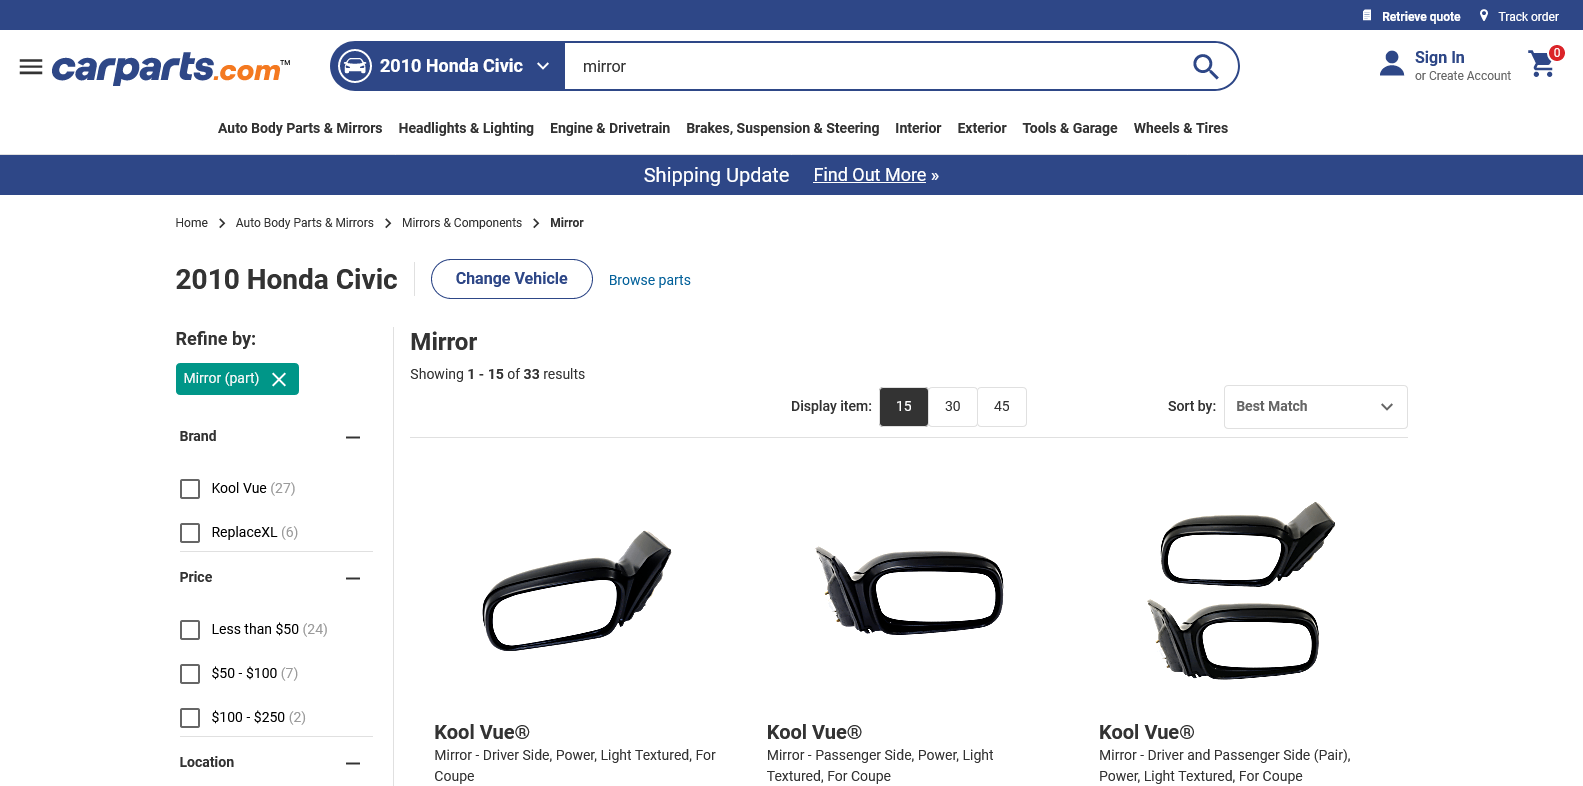 Retrieve quote
Track order
carparts.com™
2010 Honda Civic
mirror
Sign In
or Create Account
0
Auto Body Parts & Mirrors
Headlights & Lighting
Engine & Drivetrain
Brakes, Suspension & Steering
Interior
Exterior
Tools & Garage
Wheels & Tires
Shipping Update Find Out More »
Home
Auto Body Parts & Mirrors
Mirrors & Components
Mirror
2010 Honda Civic
Change Vehicle
Browse parts
Refine by:
Mirror (part)
Brand
Kool Vue (27)
ReplaceXL (6)
Price
Less than $50 (24)
$50 - $100 (7)
$100 - $250 (2)
Location
Mirror
Showing 1 - 15 of 33 results
Display item:
15
30
45
Sort by:
Best Match
Kool Vue®
Mirror - Driver Side, Power, Light Textured, For
Coupe
Kool Vue®
Mirror - Passenger Side, Power, Light
Textured, For Coupe
Kool Vue®
Mirror - Driver and Passenger Side (Pair),
Power, Light Textured, For Coupe